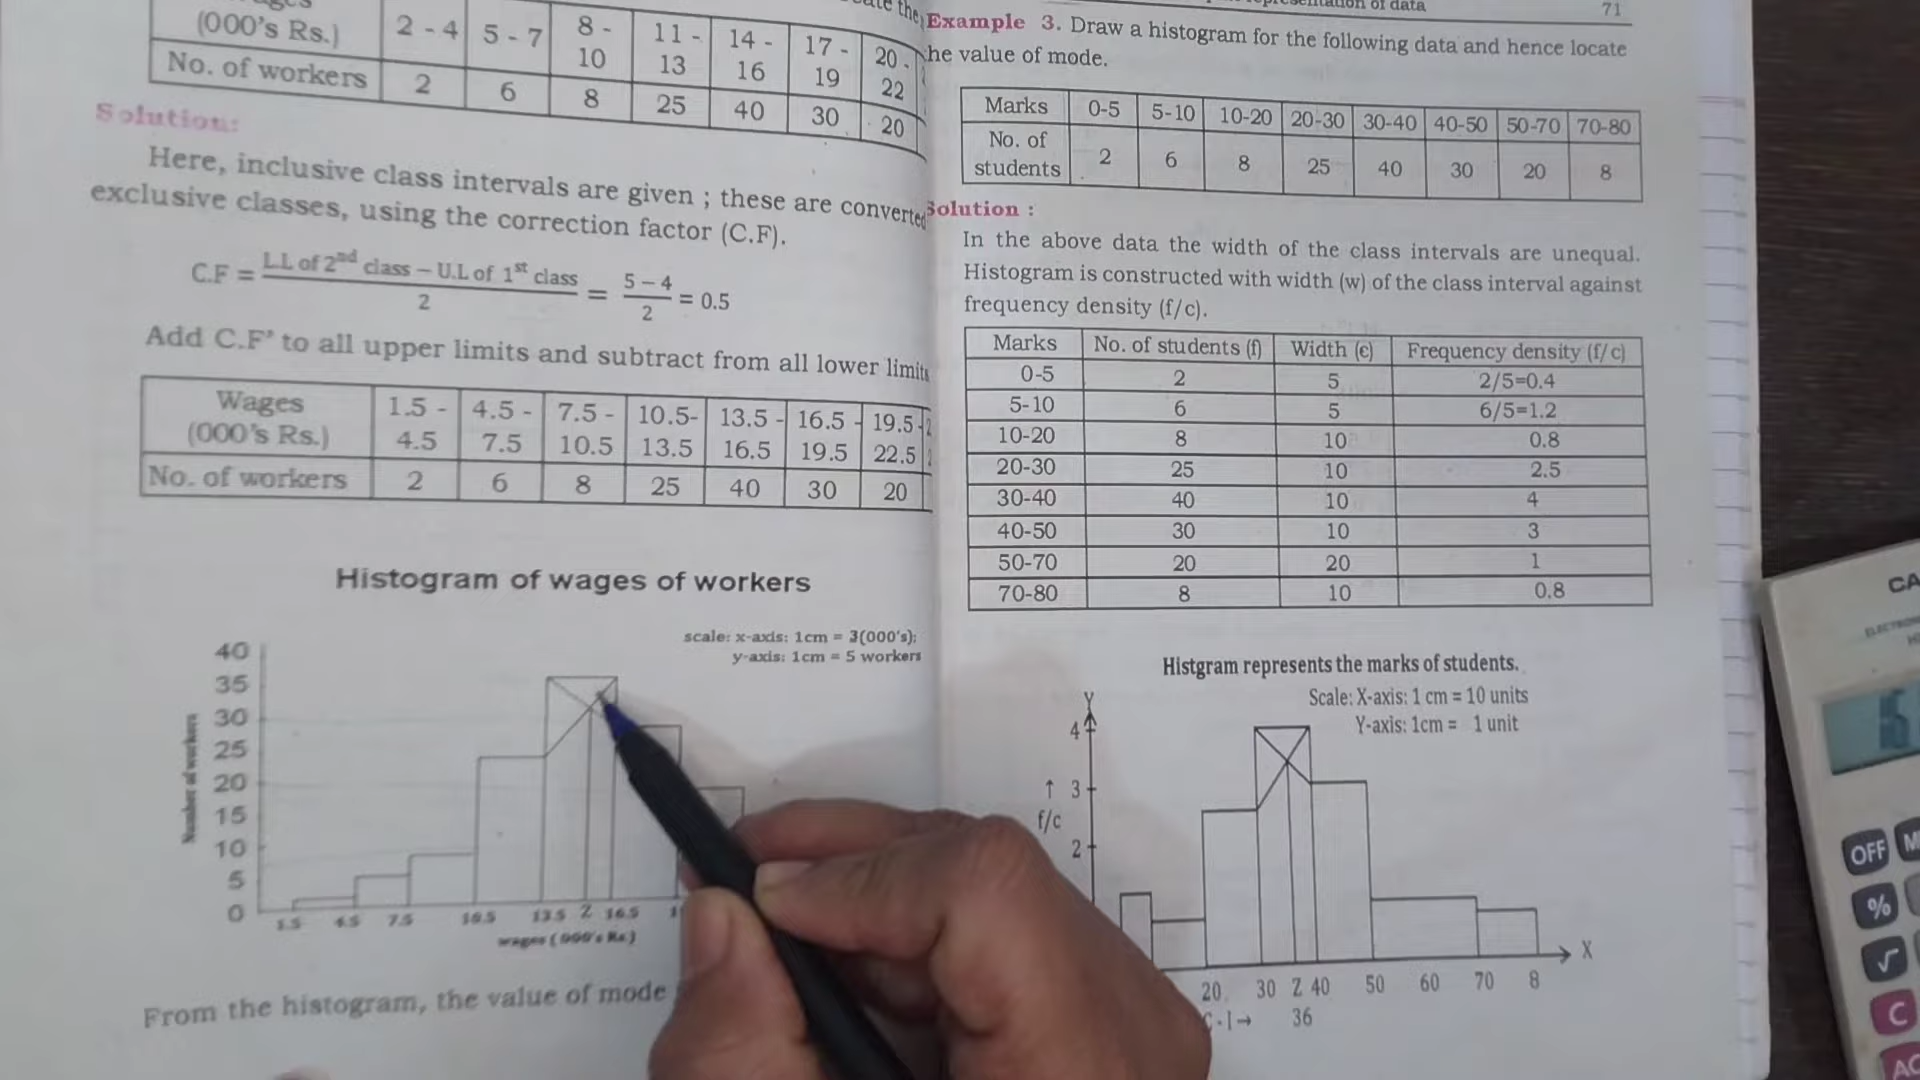 (000's Rs.) 2 - 4 5 - 7 8 - 10 11 - 13 14 - 16 17 - 19 20 - 22
No. of workers 2 6 8 25 40 30 20
Solution:
Here, inclusive class intervals are given ; these are converted
exclusive classes, using the correction factor (C.F).
C.F = L.L of 2nd class – U.L of 1st class / 2 = 5 – 4 / 2 = 0.5
Add C.F' to all upper limits and subtract from all lower limits
Wages (000's Rs.) 1.5 - 4.5 4.5 - 7.5 7.5 - 10.5 10.5- 13.5 13.5 - 16.5 16.5 - 19.5 19.5- 22.5
No. of workers 2 6 8 25 40 30 20
Histogram of wages of workers
scale: x-axis: 1cm = 3(000's);
y-axis: 1cm = 5 workers
Number of workers
40
35
30
25
20
15
10
5
0
1.5 4.5 7.5 10.5 13.5 Z 16.5
wages ( 000's Rs.)
From the histogram, the value of mode
representation of data 71
Example 3. Draw a histogram for the following data and hence locate
he value of mode.
Marks 0-5 5-10 10-20 20-30 30-40 40-50 50-70 70-80
No. of students 2 6 8 25 40 30 20 8
Solution :
In the above data the width of the class intervals are unequal.
Histogram is constructed with width (w) of the class interval against
frequency density (f/c).
Marks No. of students (f) Width (c) Frequency density (f/c)
0-5 2 5 2/5=0.4
5-10 6 5 6/5=1.2
10-20 8 10 0.8
20-30 25 10 2.5
30-40 40 10 4
40-50 30 10 3
50-70 20 20 1
70-80 8 10 0.8
Histgram represents the marks of students.
Scale: X-axis: 1 cm = 10 units
Y-axis: 1cm = 1 unit
Y
4
↑ 3
f/c
2
X
20 30 Z 40 50 60 70 8
C - I → 36
CA
OFF
M
%
√
C
AC